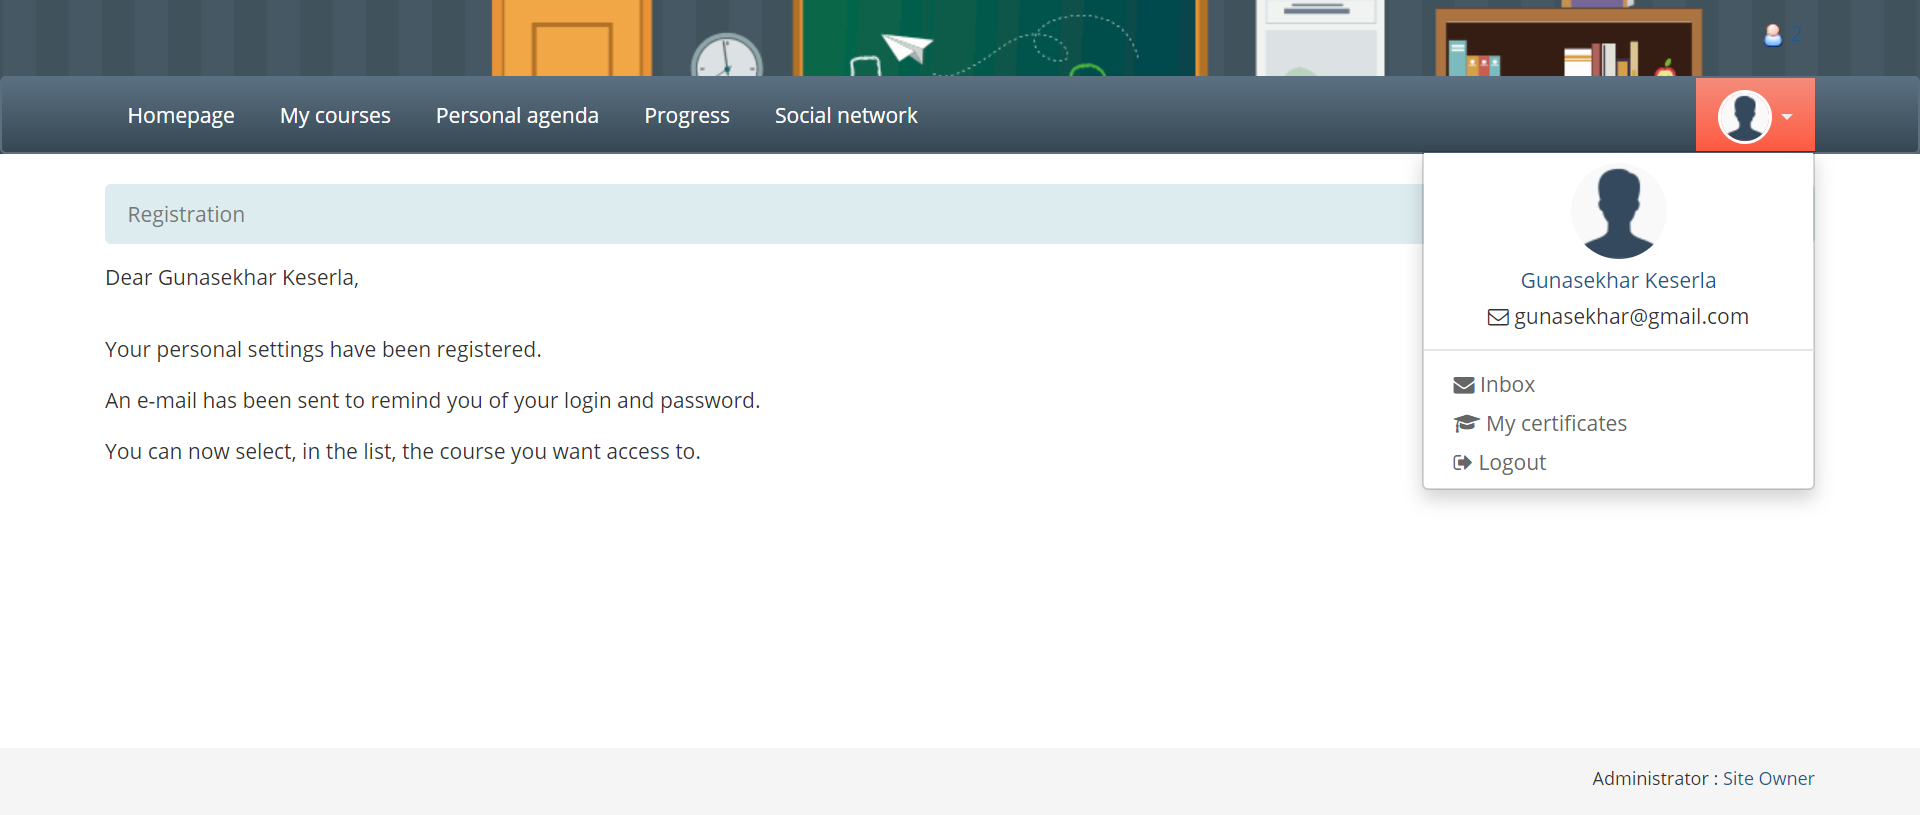 2
Homepage My courses Personal agenda Progress Social network
Registration
Dear Gunasekhar Keserla,
Your personal settings have been registered.
An e-mail has been sent to remind you of your login and password.
You can now select, in the list, the course you want access to.
Gunasekhar Keserla
gunasekhar@gmail.com
Inbox
My certificates
Logout
Administrator : Site Owner